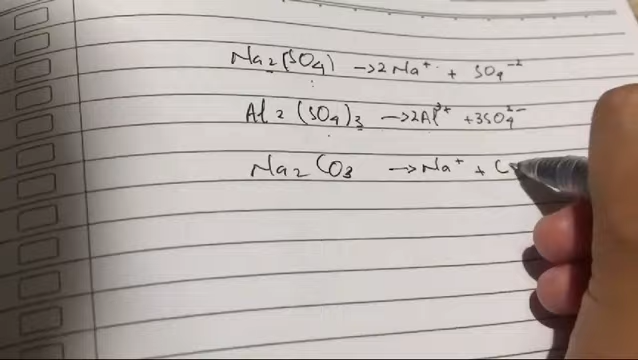 Na₂(SO₄) → 2Na⁺ + SO₄⁻²
Al₂(SO₄)₃ → 2Al³⁺ + 3SO₄²⁻
Na₂CO₃ → Na⁺ + C